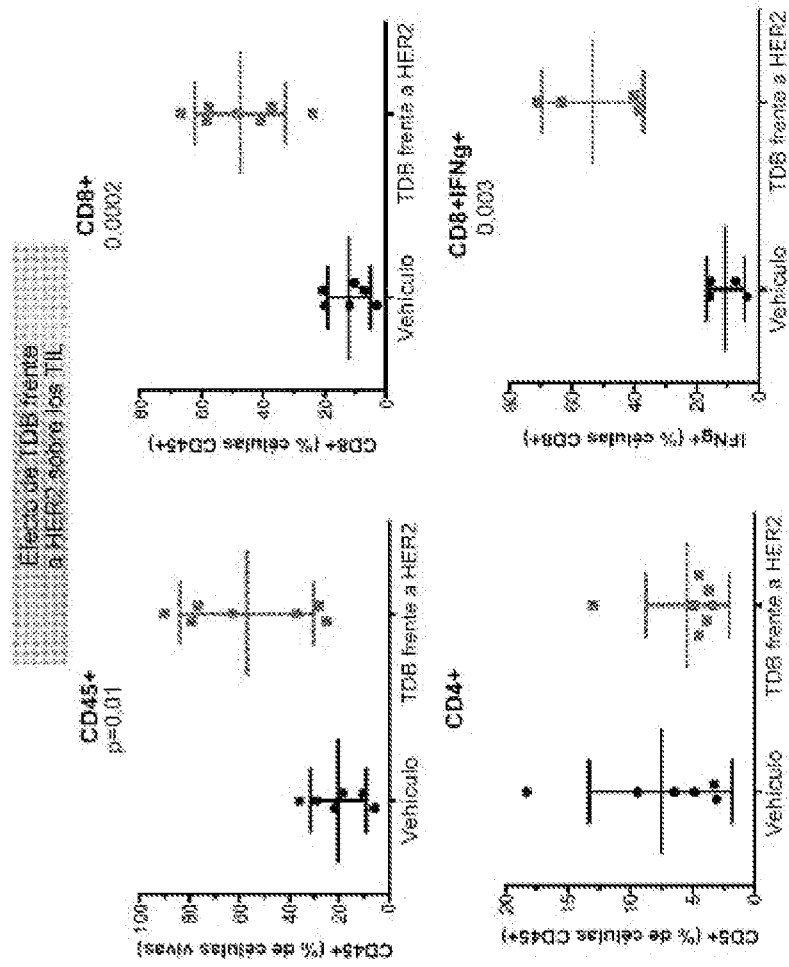 Efecto de TDB frente
a HER2 sobre los TIL
CD45+
p=0,01
CD45+ (% de células vivas)
100
80
60
40
20
0
Vehículo
TDB frente a HER2
CD8+
0,0002
CD8+ (% células CD45+)
80
60
40
20
0
Vehículo
TDB frente a HER2
CD4+
CD5+ (% de células CD45+)
20
15
10
5
0
Vehículo
TDB frente a HER2
CD8+IFNg+
0,003
IFNg+ (% células CD8+)
80
60
40
20
0
Vehículo
TDB frente a HER2